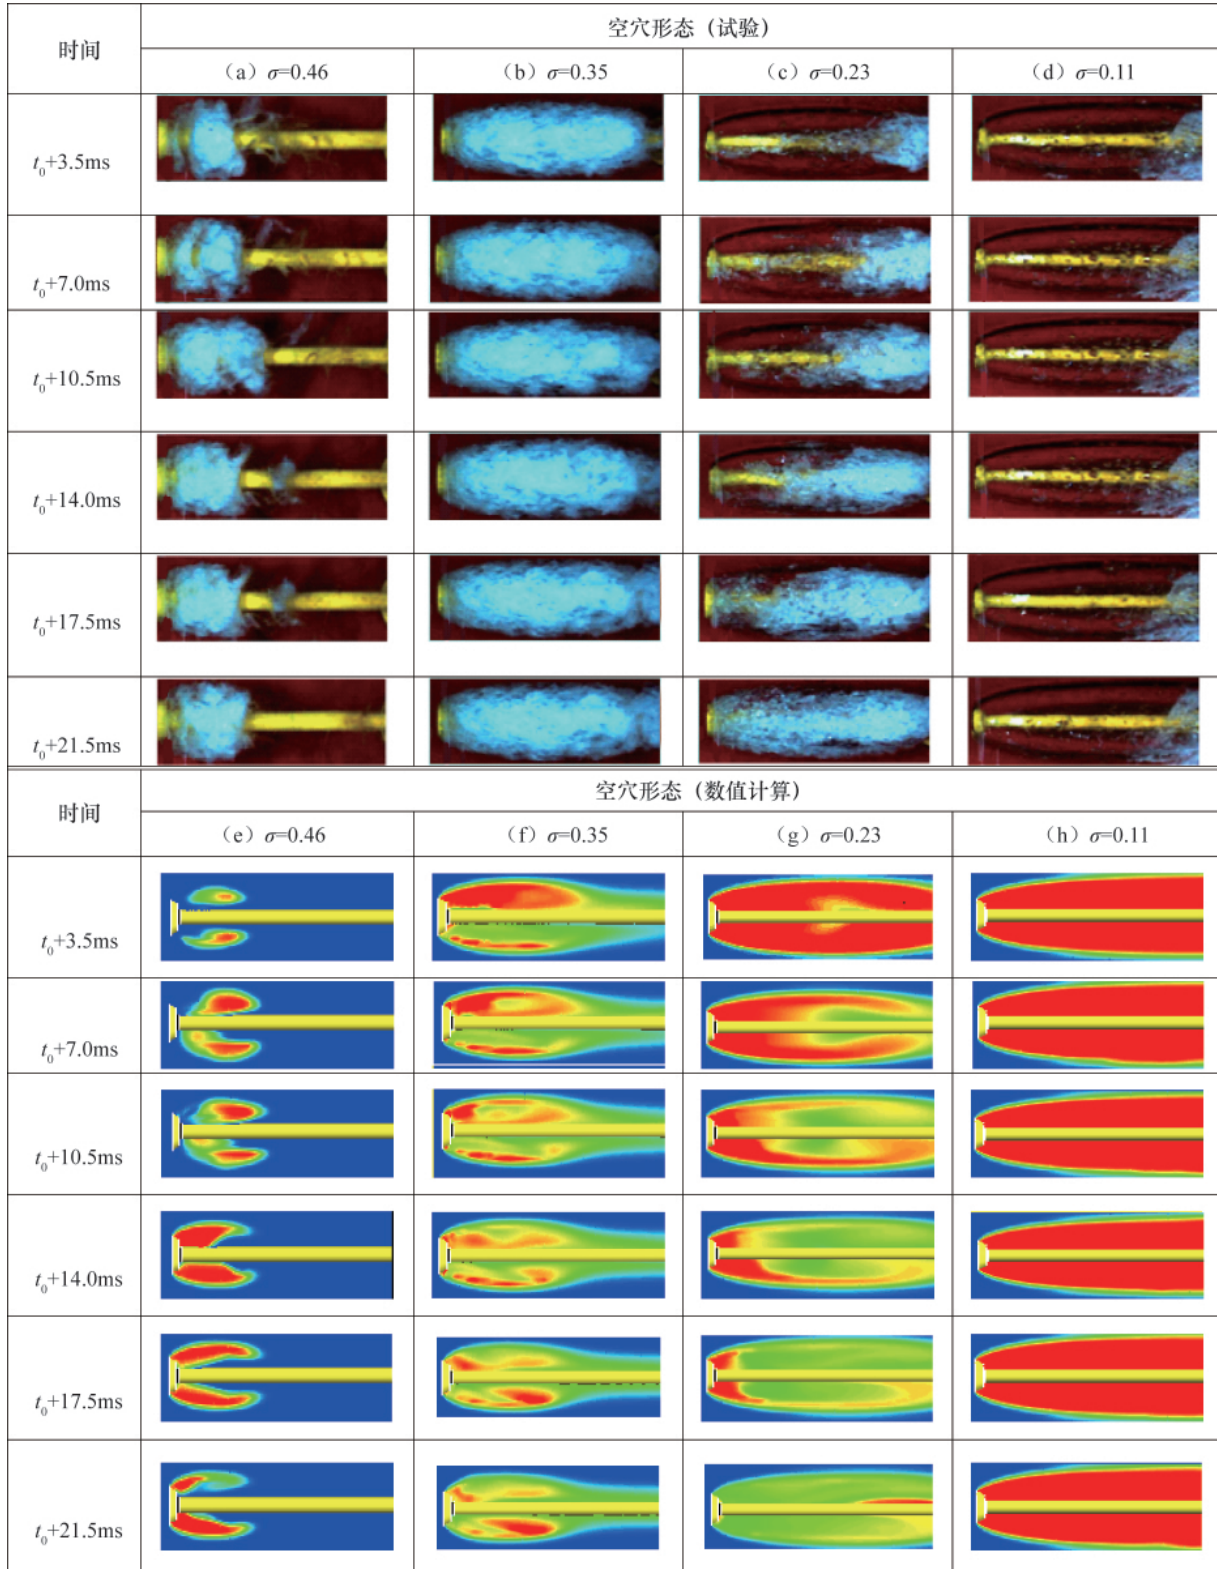 时间
空穴形态（试验）
（a）σ=0.46
（b）σ=0.35
（c）σ=0.23
（d）σ=0.11
t0+3.5ms
t0+7.0ms
t0+10.5ms
t0+14.0ms
t0+17.5ms
t0+21.5ms
时间
空穴形态（数值计算）
（e）σ=0.46
（f）σ=0.35
（g）σ=0.23
（h）σ=0.11
t0+3.5ms
t0+7.0ms
t0+10.5ms
t0+14.0ms
t0+17.5ms
t0+21.5ms